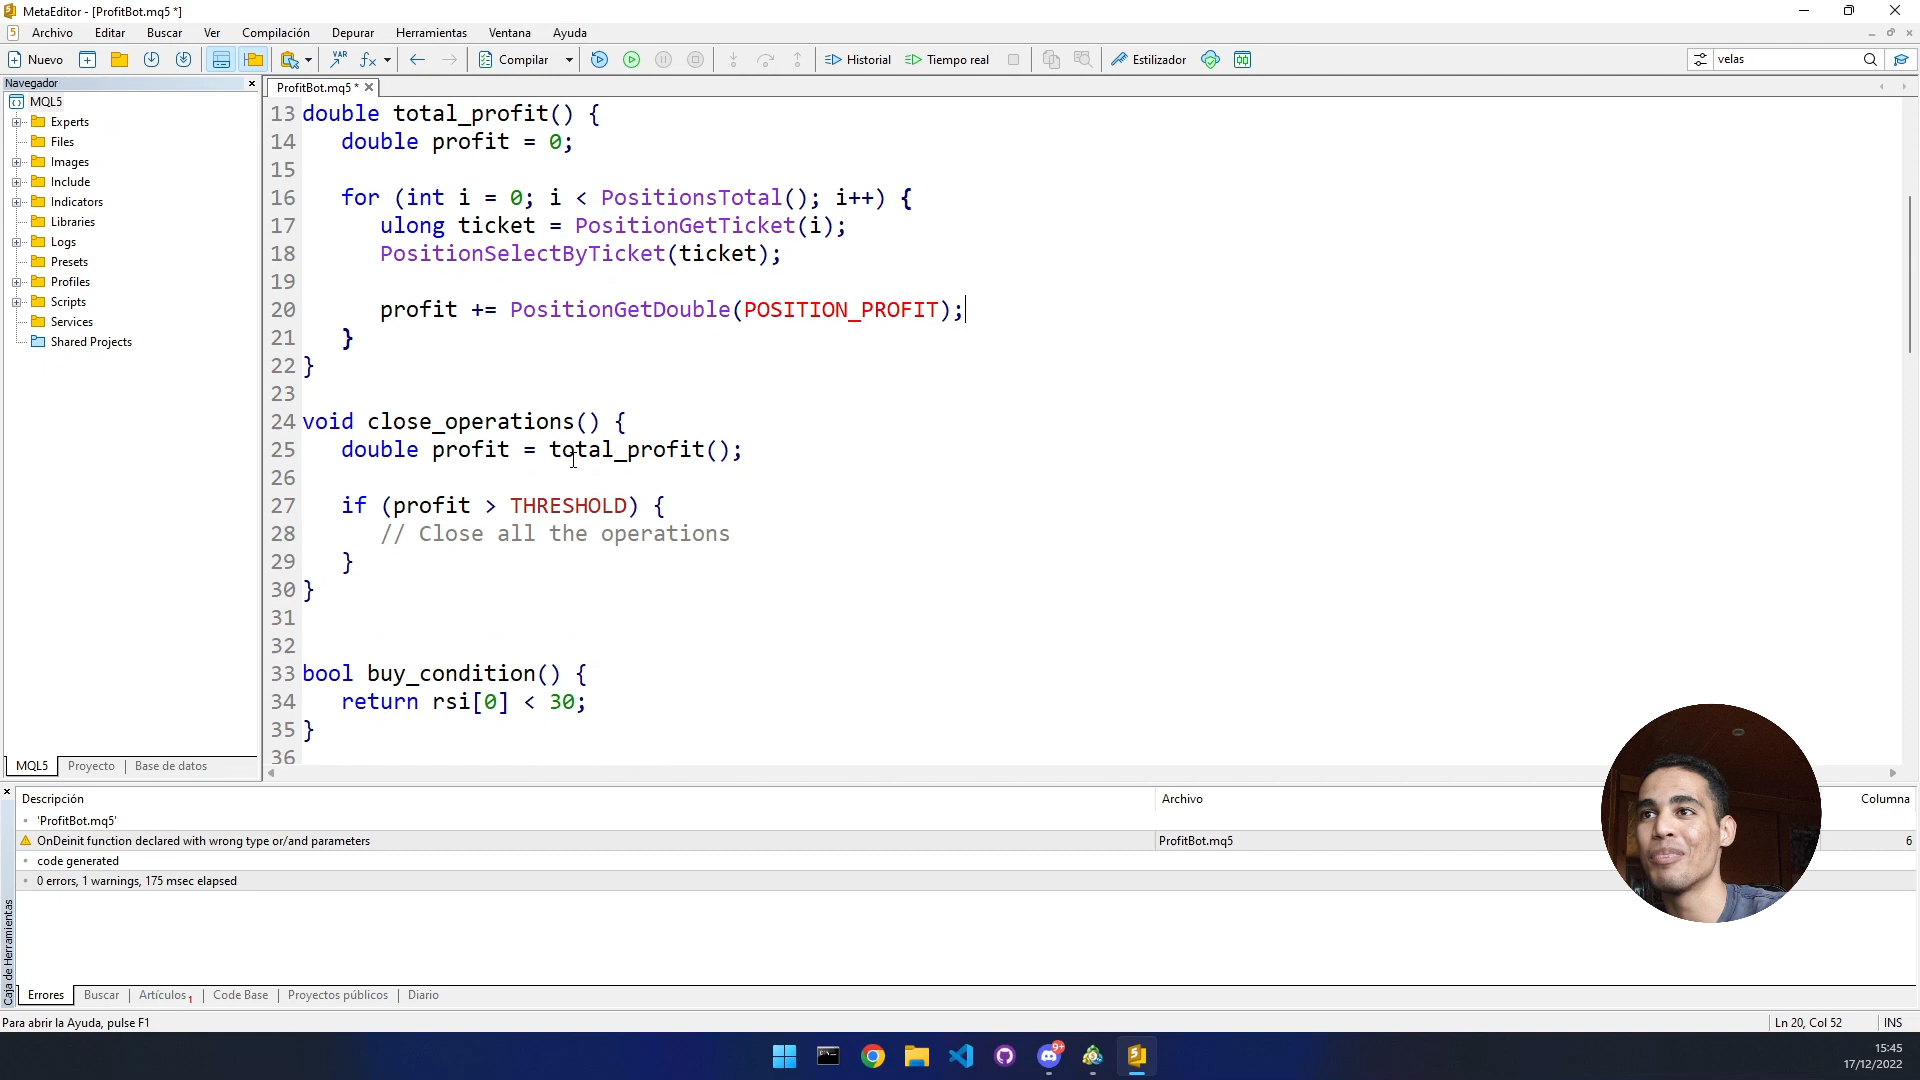 MetaEditor - [ProfitBot.mq5 *]
Archivo Editar Buscar Ver Compilación Depurar Herramientas Ventana Ayuda
Nuevo VAR Compilar Historial Tiempo real Estilizador velas
Navegador
MQL5
Experts
Files
Images
Include
Indicators
Libraries
Logs
Presets
Profiles
Scripts
Services
Shared Projects
MQL5 Proyecto Base de datos
ProfitBot.mq5 *
13 double total_profit() {
14 double profit = 0;
15
16 for (int i = 0; i < PositionsTotal(); i++) {
17 ulong ticket = PositionGetTicket(i);
18 PositionSelectByTicket(ticket);
19
20 profit += PositionGetDouble(POSITION_PROFIT);
21 }
22 }
23
24 void close_operations() {
25 double profit = total_profit();
26
27 if (profit > THRESHOLD) {
28 // Close all the operations
29 }
30 }
31
32
33 bool buy_condition() {
34 return rsi[0] < 30;
35 }
36
Descripción Archivo Columna
'ProfitBot.mq5'
OnDeinit function declared with wrong type or/and parameters ProfitBot.mq5 6
code generated
0 errors, 1 warnings, 175 msec elapsed
Caja de Herramientas
Errores Buscar Artículos 1 Code Base Proyectos públicos Diario
Para abrir la Ayuda, pulse F1 Ln 20, Col 52 INS
9+
15:45
17/12/2022